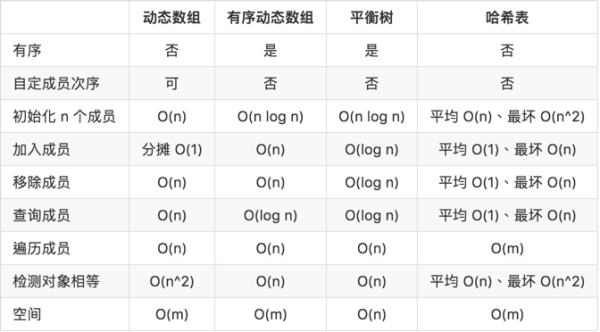 动态数组 有序动态数组 平衡树 哈希表
有序 否 是 是 否
自定成员次序 可 否 否 否
初始化 n 个成员 O(n) O(n log n) O(n log n) 平均 O(n)、最坏 O(n^2)
加入成员 分摊 O(1) O(n) O(log n) 平均 O(1)、最坏 O(n)
移除成员 O(n) O(n) O(log n) 平均 O(1)、最坏 O(n)
查询成员 O(n) O(log n) O(log n) 平均 O(1)、最坏 O(n)
遍历成员 O(n) O(n) O(n) O(m)
检测对象相等 O(n^2) O(n) O(n) 平均 O(n)、最坏 O(n^2)
空间 O(m) O(m) O(n) O(m)